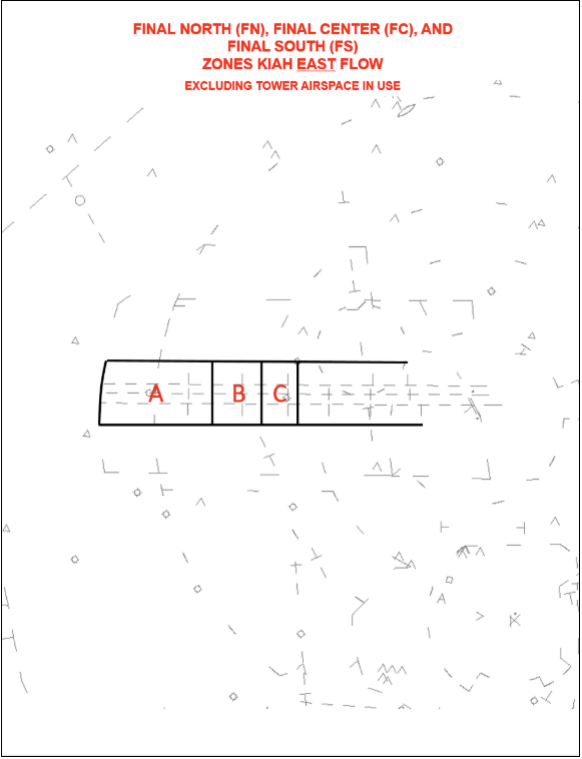 FINAL NORTH (FN), FINAL CENTER (FC), AND
FINAL SOUTH (FS)
ZONES KIAH EAST FLOW
EXCLUDING TOWER AIRSPACE IN USE
A B C